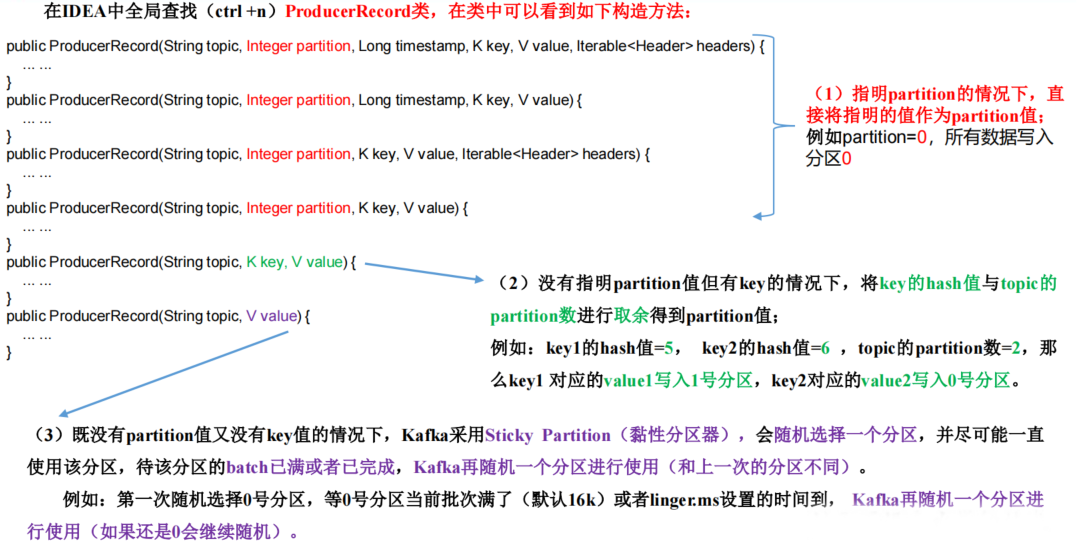 在IDEA中全局查找（ctrl +n）ProducerRecord类，在类中可以看到如下构造方法：
public ProducerRecord(String topic, Integer partition, Long timestamp, K key, V value, Iterable<Header> headers) {
... ...
}
public ProducerRecord(String topic, Integer partition, Long timestamp, K key, V value) {
... ...
}
public ProducerRecord(String topic, Integer partition, K key, V value, Iterable<Header> headers) {
... ...
}
public ProducerRecord(String topic, Integer partition, K key, V value) {
... ...
}
public ProducerRecord(String topic, K key, V value) {
... ...
}
public ProducerRecord(String topic, V value) {
... ...
}
（1）指明partition的情况下，直
接将指明的值作为partition值；
例如partition=0，所有数据写入
分区0
（2）没有指明partition值但有key的情况下，将key的hash值与topic的
partition数进行取余得到partition值；
例如：key1的hash值=5， key2的hash值=6 ，topic的partition数=2，那
么key1 对应的value1写入1号分区，key2对应的value2写入0号分区。
（3）既没有partition值又没有key值的情况下，Kafka采用Sticky Partition（黏性分区器），会随机选择一个分区，并尽可能一直
使用该分区，待该分区的batch已满或者已完成，Kafka再随机一个分区进行使用（和上一次的分区不同）。
例如：第一次随机选择0号分区，等0号分区当前批次满了（默认16k）或者linger.ms设置的时间到， Kafka再随机一个分区进
行使用（如果还是0会继续随机）。